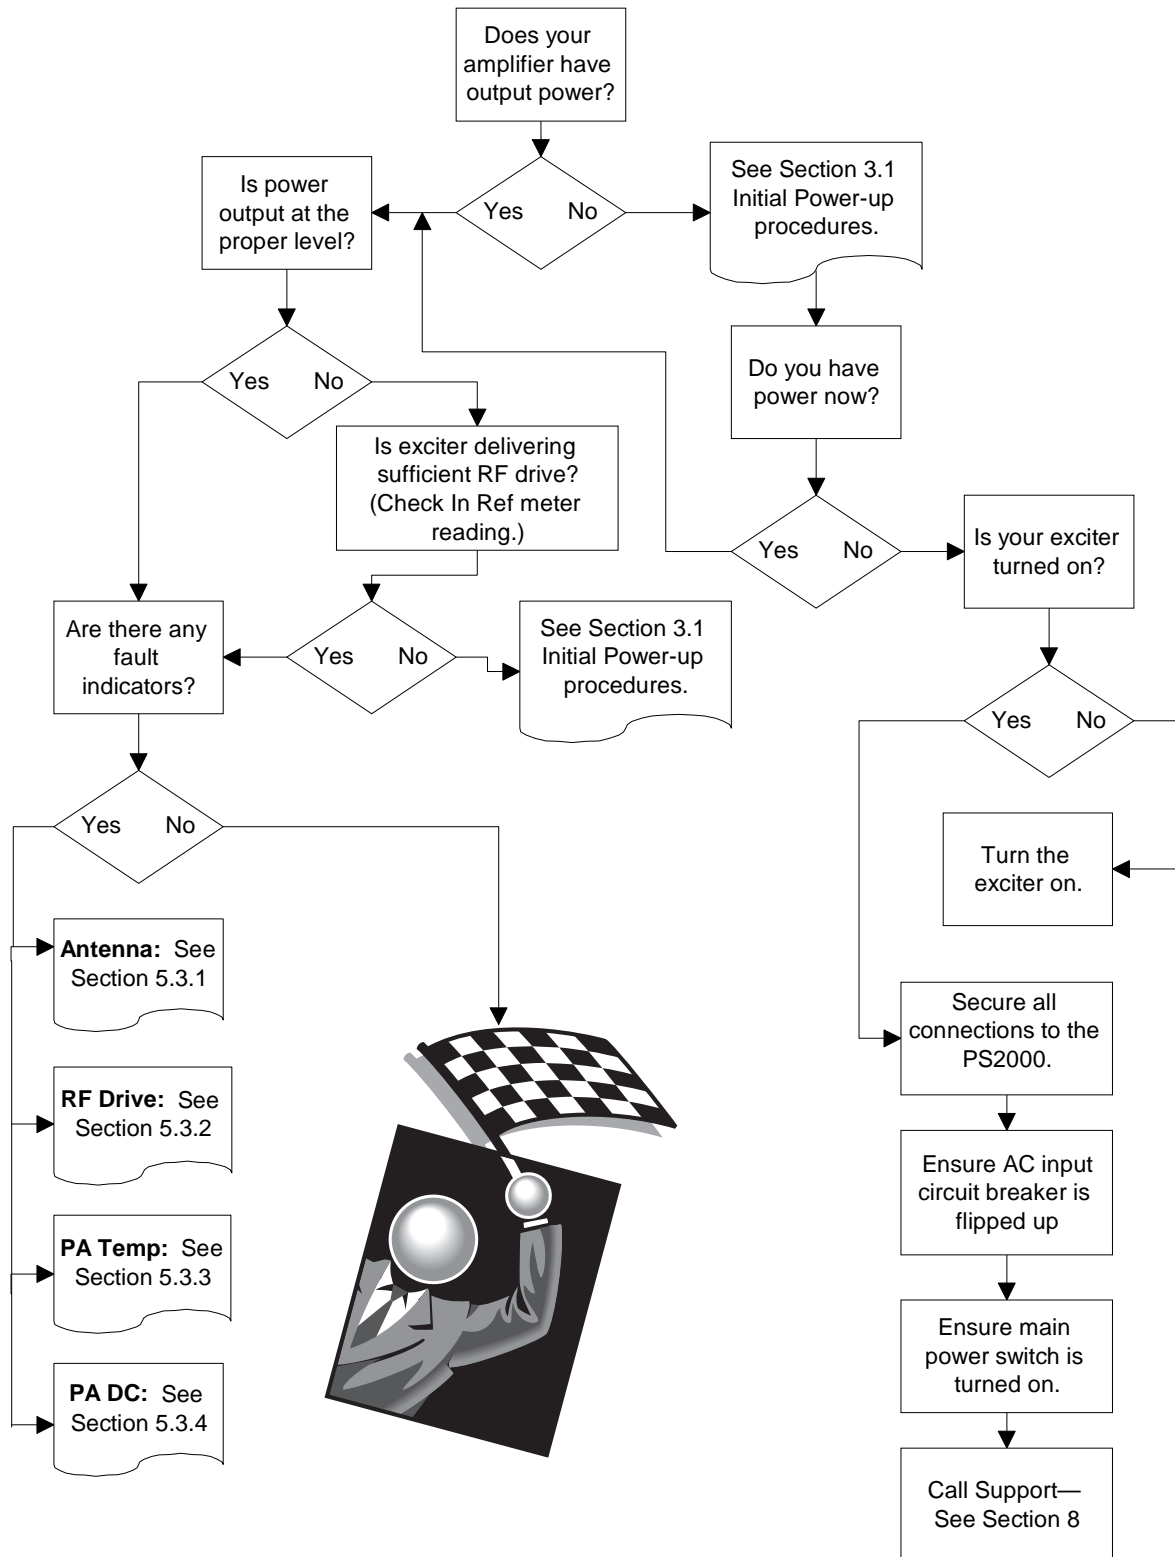 Does your
amplifier have
output power?
Yes No
Is power
output at the
proper level?
See Section 3.1
Initial Power-up
procedures.
Yes No
Do you have
power now?
Is exciter delivering
sufficient RF drive?
(Check In Ref meter
reading.)
Yes No
Is your exciter
turned on?
Are there any
fault
indicators?
Yes No
See Section 3.1
Initial Power-up
procedures.
Yes No
Yes No
Turn the
exciter on.
Antenna: See
Section 5.3.1
Secure all
connections to the
PS2000.
RF Drive: See
Section 5.3.2
Ensure AC input
circuit breaker is
flipped up
PA Temp: See
Section 5.3.3
Ensure main
power switch is
turned on.
PA DC: See
Section 5.3.4
Call Support—
See Section 8